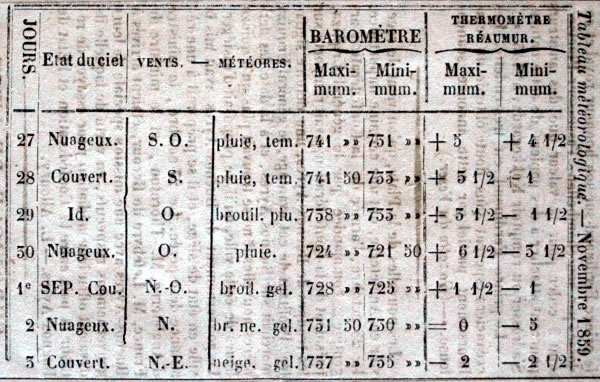 JOURS.
Etat du ciel
VENTS. — MÉTÉORES.
BAROMÈTRE
THERMOMÈTRE
RÉAUMUR.
Maxi-
mum.
Mini-
mum.
Maxi-
mum.
Mini-
mum.
27 Nuageux. S. O. pluie, tem. 741 »» 731 »» + 5 + 4 1/2
28 Couvert. S. pluie, tem. 741 50 733 »» + 3 1/2 — 1
29 Id. O brouil. plu. 738 »» 733 »» + 3 1/2 — 1 1/2
30 Nuageux. O. pluie. 724 »» 721 50 + 6 1/2 — 3 1/2
1e SEP. Cou. N.-O. broil. gel. 728 »» 725 »» + 1 1/2 — 1
2 Nuageux. N. br. ne. gel. 731 50 730 »» = 0 — 5
3 Couvert. N.-E. neige. gel. 737 »» 735 »» — 2 — 2 1/2
Tableau météorologique. — Novembre 1839.